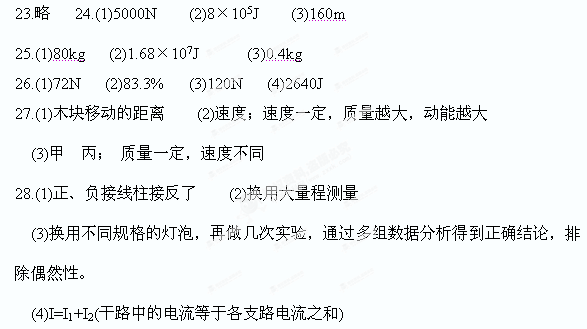 23.略 24.(1)5000N (2)8×10⁵J (3)160m
25.(1)80kg (2)1.68×10⁷J (3)0.4kg
26.(1)72N (2)83.3% (3)120N (4)2640J
27.(1)木块移动的距离 (2)速度；速度一定，质量越大，动能越大
(3)甲 丙； 质量一定，速度不同
28.(1)正、负接线柱接反了 (2)换用大量程测量
(3)换用不同规格的灯泡，再做几次实验，通过多组数据分析得到正确结论，排
除偶然性。
(4)I=I₁+I₂(干路中的电流等于各支路电流之和)